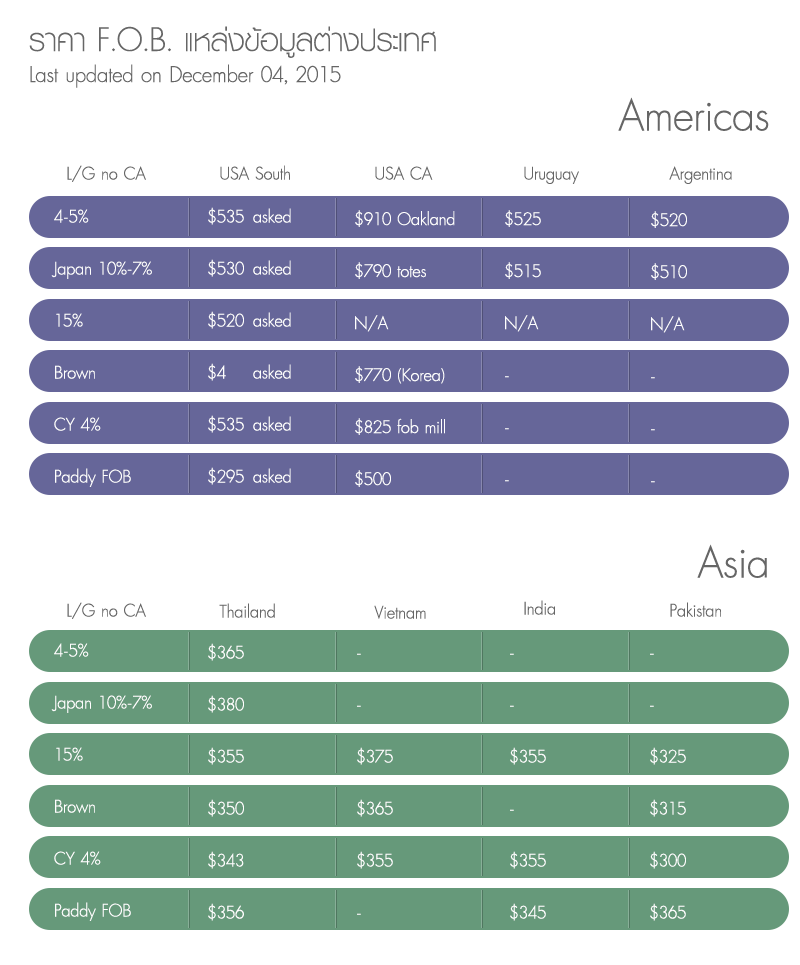 ราคา F.O.B. แหล่งข้อมูลต่างประเทศ
Last updated on December 04, 2015
Americas
L/G no CA USA South USA CA Uruguay Argentina
4-5% $535 asked $910 Oakland $525 $520
Japan 10%-7% $530 asked $790 totes $515 $510
15% $520 asked N/A N/A N/A
Brown $4 asked $770 (Korea) - -
CY 4% $535 asked $825 fob mill - -
Paddy FOB $295 asked $500 - -
Asia
L/G no CA Thailand Vietnam India Pakistan
4-5% $365 - - -
Japan 10%-7% $380 - - -
15% $355 $375 $355 $325
Brown $350 $365 - $315
CY 4% $343 $355 $355 $300
Paddy FOB $356 - $345 $365